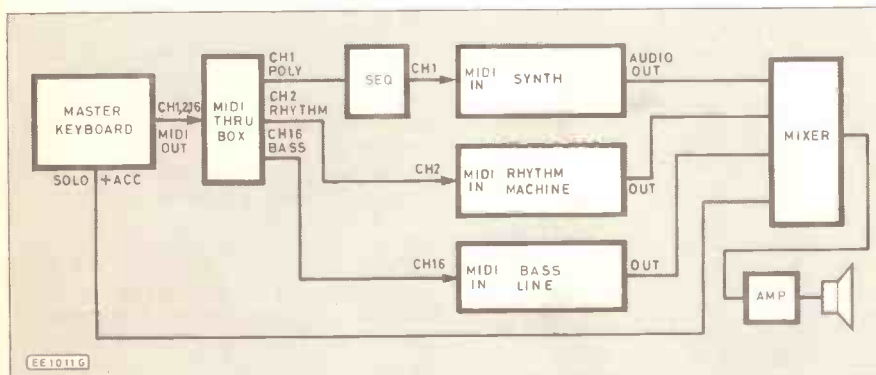 MASTER
KEYBOARD
CH1,2,16
MIDI
OUT
SOLO + ACC
MIDI
THRU
BOX
CH1
POLY
CH2
RHYTHM
CH16
BASS
SEQ
CH1
MIDI
IN
SYNTH
AUDIO
OUT
CH2
MIDI
IN
RHYTHM
MACHINE
OUT
CH16
MIDI
IN
BASS
LINE
OUT
MIXER
AMP
EE1011G